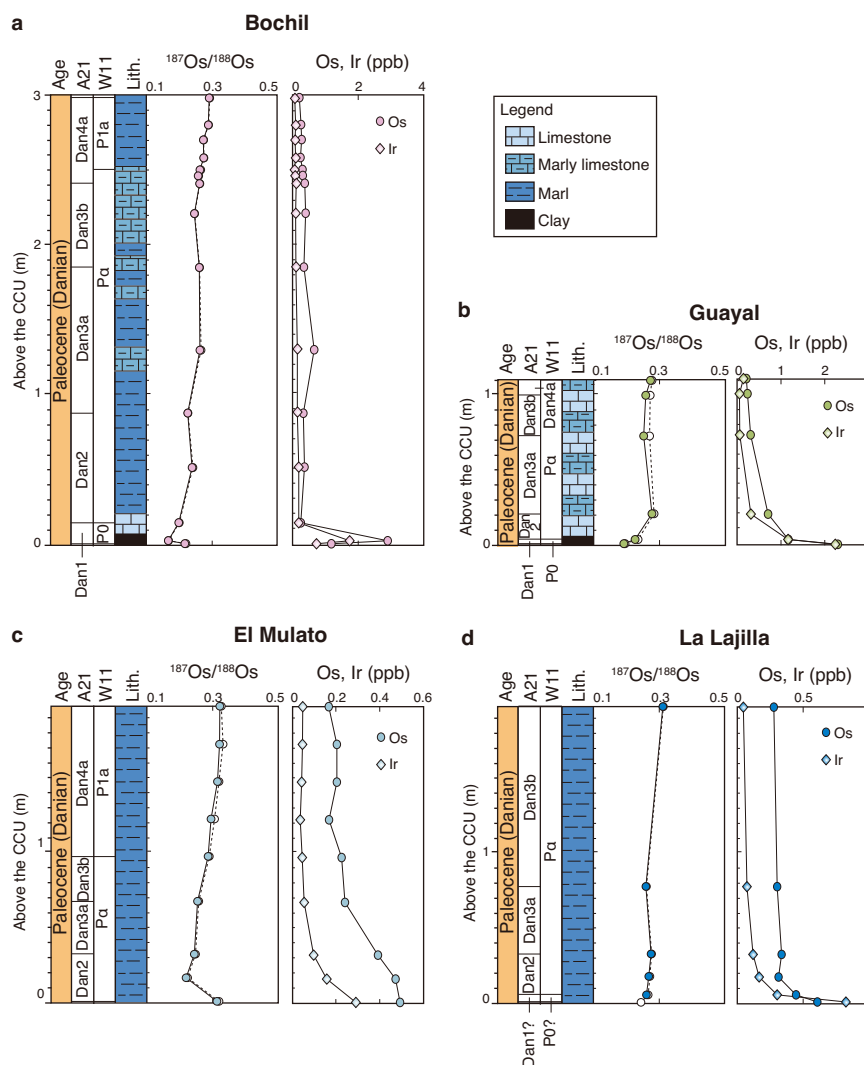 a
Bochil
Age
A21
W11
Lith.
187Os/188Os
Os, Ir (ppb)
0.1 0.3 0.5
0 2 4
Os
Ir
3
2
1
0
Above the CCU (m)
Paleocene (Danian)
Dan4a
Dan3b
Dan3a
Dan2
Dan1
P1a
Pα
P0
Legend
Limestone
Marly limestone
Marl
Clay
b
Guayal
Age
A21
W11
Lith.
187Os/188Os
Os, Ir (ppb)
0.1 0.3 0.5
0 1 2
Os
Ir
1
0
Above the CCU (m)
Paleocene (Danian)
Dan3b
Dan3a
Dan
2
Dan1
Dan4a
Pα
P0
c
El Mulato
Age
A21
W11
Lith.
187Os/188Os
Os, Ir (ppb)
0.1 0.3 0.5
0 0.2 0.4 0.6
Os
Ir
1
0
Above the CCU (m)
Paleocene (Danian)
Dan4a
Dan3b
Dan3a
Dan2
P1a
Pα
d
La Lajilla
Age
A21
W11
Lith.
187Os/188Os
Os, Ir (ppb)
0.1 0.3 0.5
0 0.5
Os
Ir
1
0
Above the CCU (m)
Paleocene (Danian)
Dan3b
Dan3a
Dan2
Dan1?
Pα
P0?